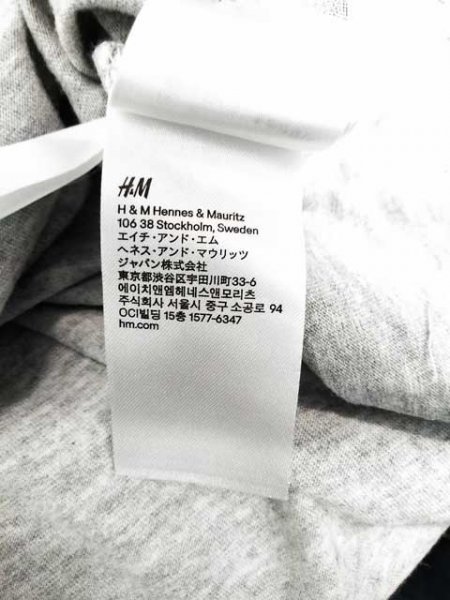 H&M
H & M Hennes & Mauritz
106 38 Stockholm, Sweden
エイチ・アンド・エム
ヘネス・アンド・マウリッツ
ジャパン株式会社
東京都渋谷区宇田川町33-6
에이치앤엠헤네스앤모리츠
주식회사 서울시 중구 소공로 94
OCI빌딩 15층 1577-6347
hm.com